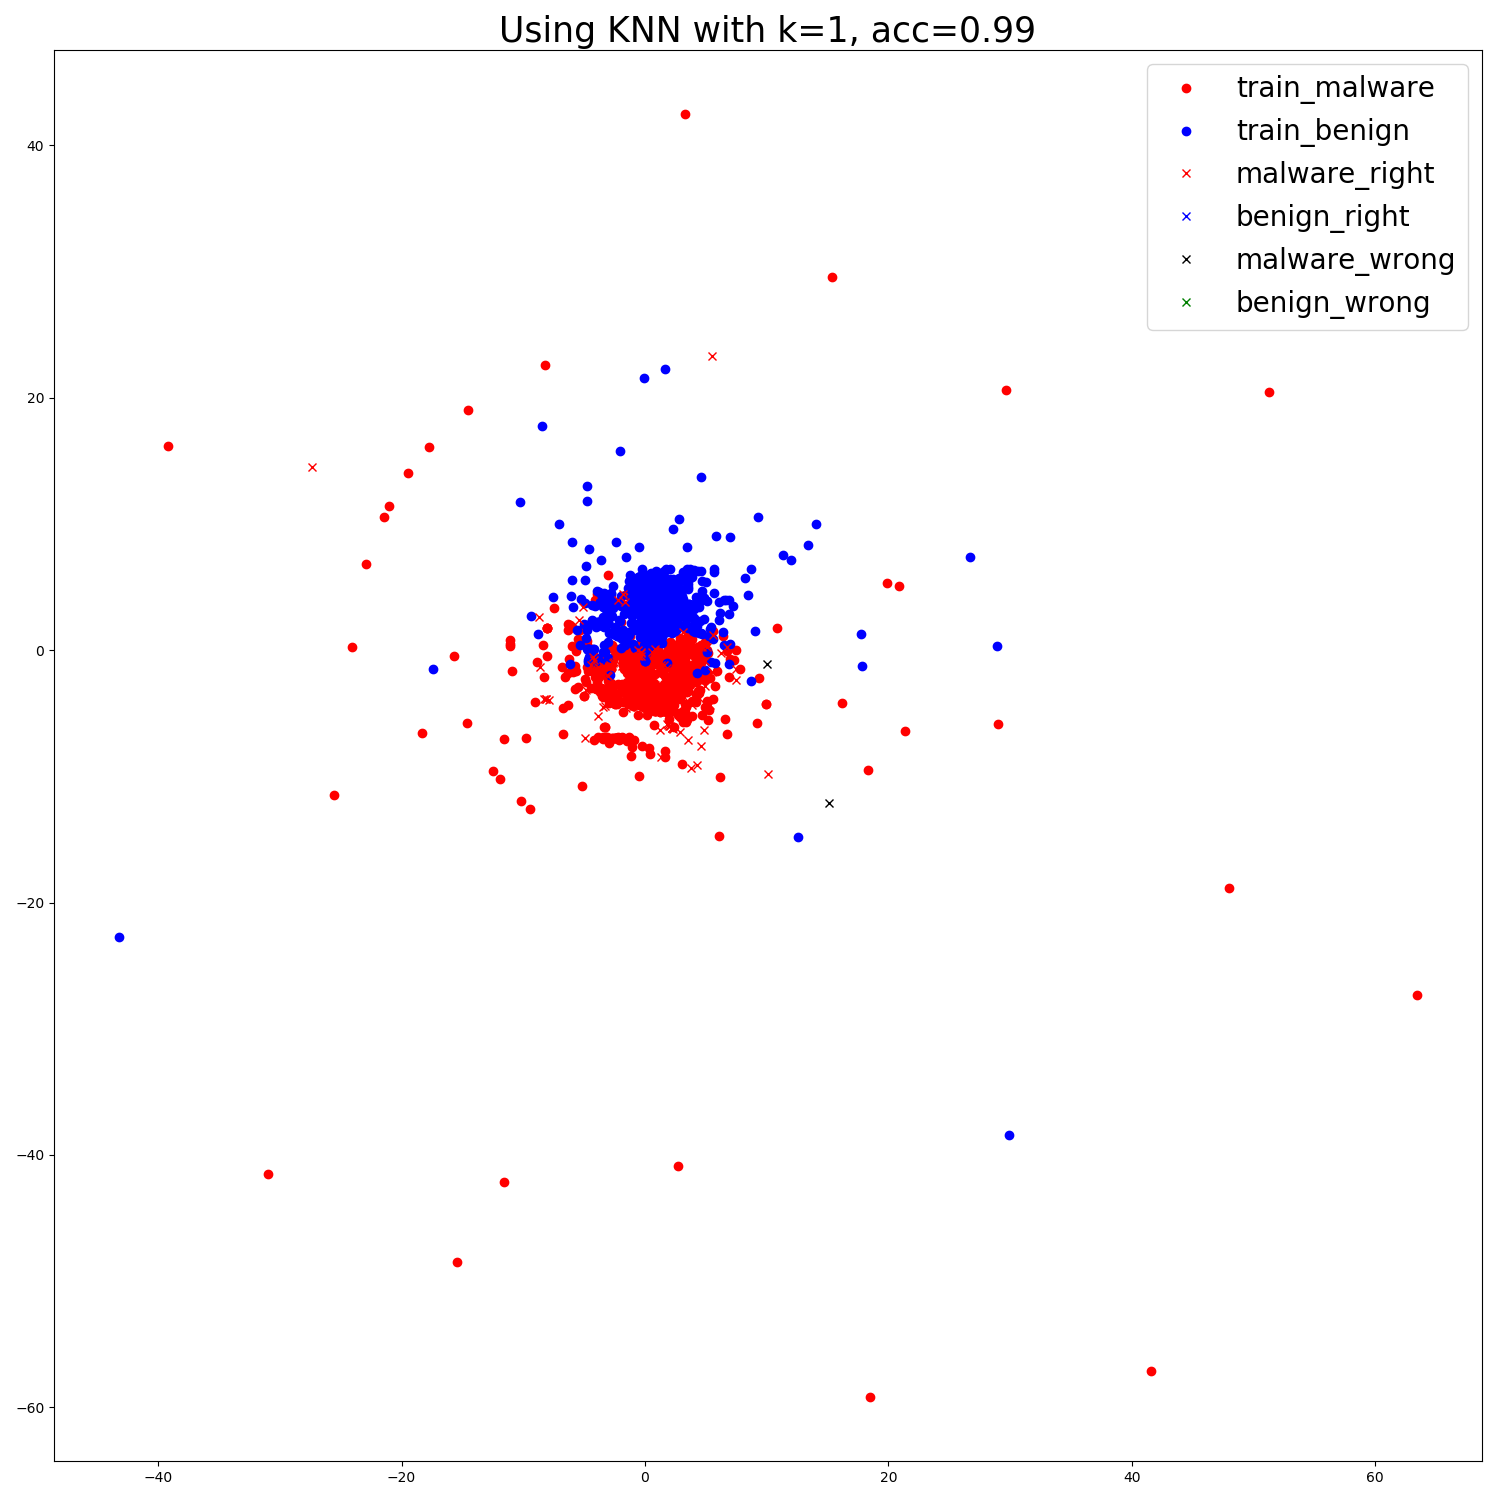 Using KNN with k=1, acc=0.99
train_malware
train_benign
malware_right
benign_right
malware_wrong
benign_wrong
40
20
0
−20
−40
−60
−40
−20
0
20
40
60